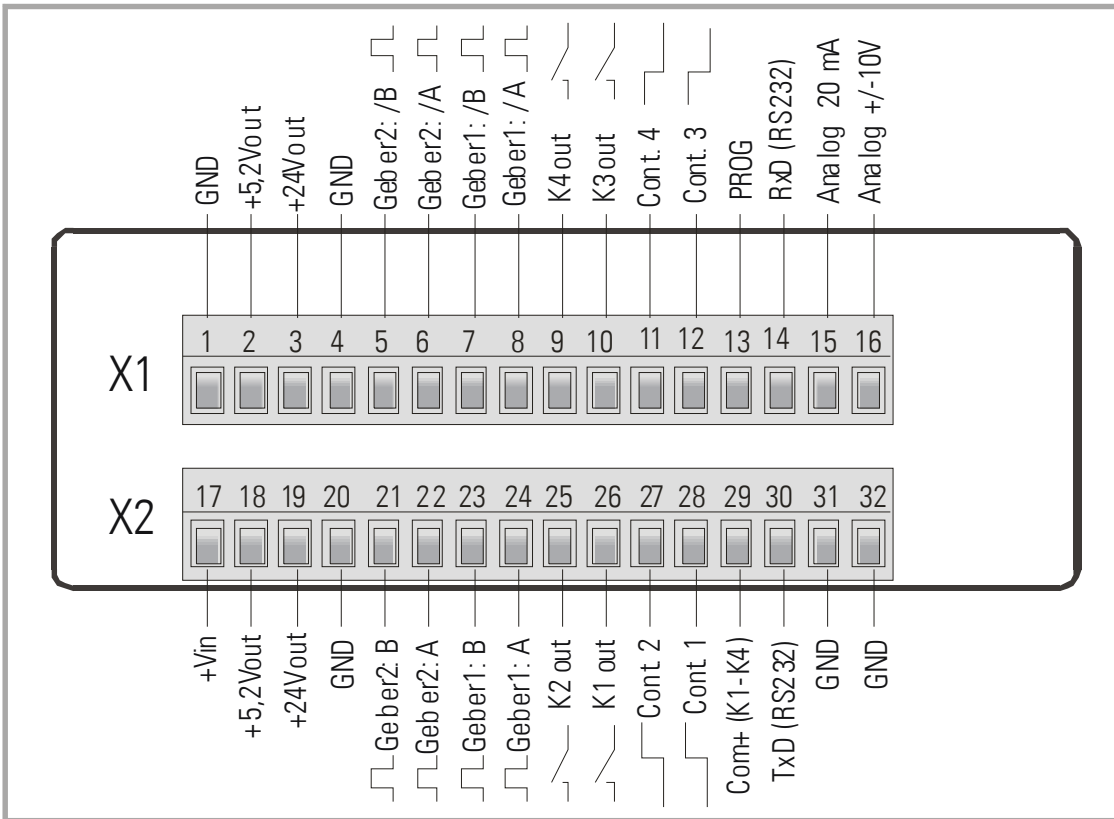 GND
+5,2Vout
+24Vout
GND
Geber2: /B
Geber2: /A
Geber1: /B
Geber1: /A
K4 out
K3 out
Cont. 4
Cont. 3
PROG
RxD (RS232)
Analog 20 mA
Analog +/-10V
X1
1 2 3 4 5 6 7 8 9 10 11 12 13 14 15 16
X2
17 18 19 20 21 22 23 24 25 26 27 28 29 30 31 32
+Vin
+5,2Vout
+24Vout
GND
Geber2: B
Geber2: A
Geber1: B
Geber1: A
K2 out
K1 out
Cont 2
Cont 1
Com+ (K1-K4)
TxD (RS232)
GND
GND